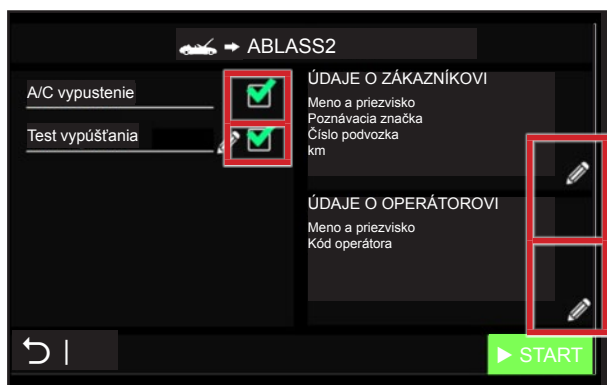 ABLASS2
A/C vypustenie
Test vypúšťania
ÚDAJE O ZÁKAZNÍKOVI
Meno a priezvisko
Poznávacia značka
Číslo podvozka
km
ÚDAJE O OPERÁTOROVI
Meno a priezvisko
Kód operátora
START